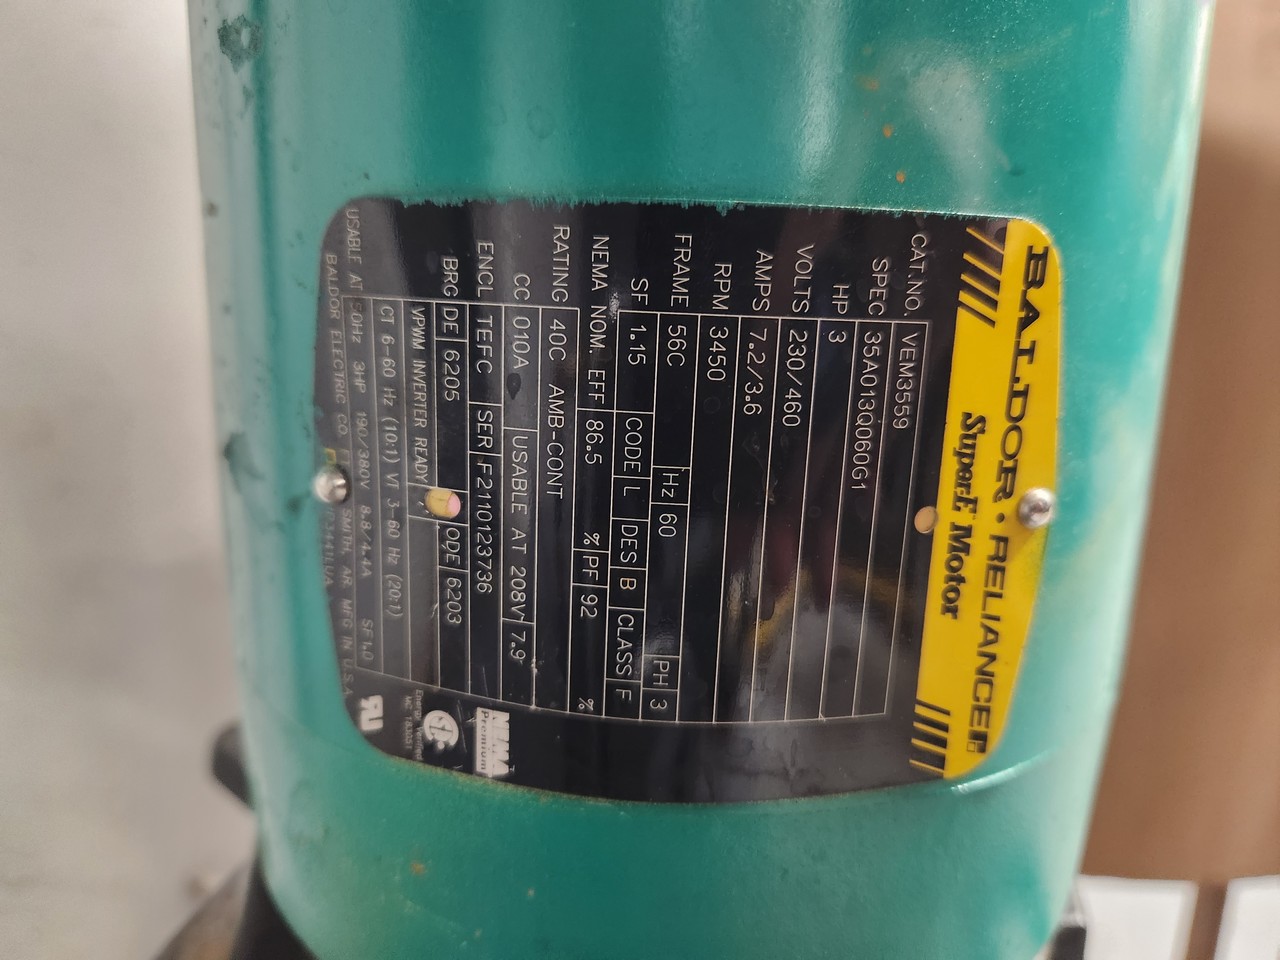 BALDOR • RELIANCER
SuperE Motor
CAT.NO. VEM3559
SPEC 35A013Q060G1
HP 3
VOLTS 230/460
AMPS 7.2/3.6
RPM 3450
FRAME 56C Hz 60 PH 3
SF 1.15 CODE L DES B CLASS F
NEMA NOM. EFF 86.5 % PF 92 %
RATING 40C AMB-CONT
CC 010A USABLE AT 208V 7.9
ENCL TEFC SER F2110123736
BRG DE 6205 ODE 6203
VPWM INVERTER READY
CT 6-60 Hz (10:1) VT 3-60 Hz (20:1)
USABLE AT 50Hz 3HP 190/380V 8.8/4.4A SF1.0
BALDOR ELECTRIC CO. SMITH, AR. MFG IN U.S.A.
NEMA Premium
Energy Verified